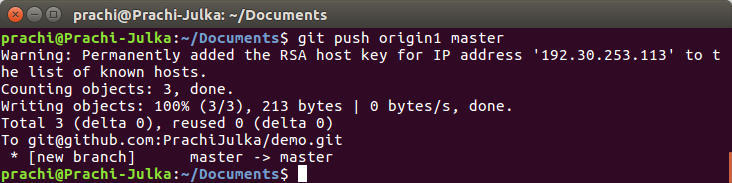 prachi@Prachi-Julka: ~/Documents
prachi@Prachi-Julka:~/Documents$ git push origin1 master
Warning: Permanently added the RSA host key for IP address '192.30.253.113' to t
he list of known hosts.
Counting objects: 3, done.
Writing objects: 100% (3/3), 213 bytes | 0 bytes/s, done.
Total 3 (delta 0), reused 0 (delta 0)
To git@github.com:PrachiJulka/demo.git
 * [new branch]      master -> master
prachi@Prachi-Julka:~/Documents$